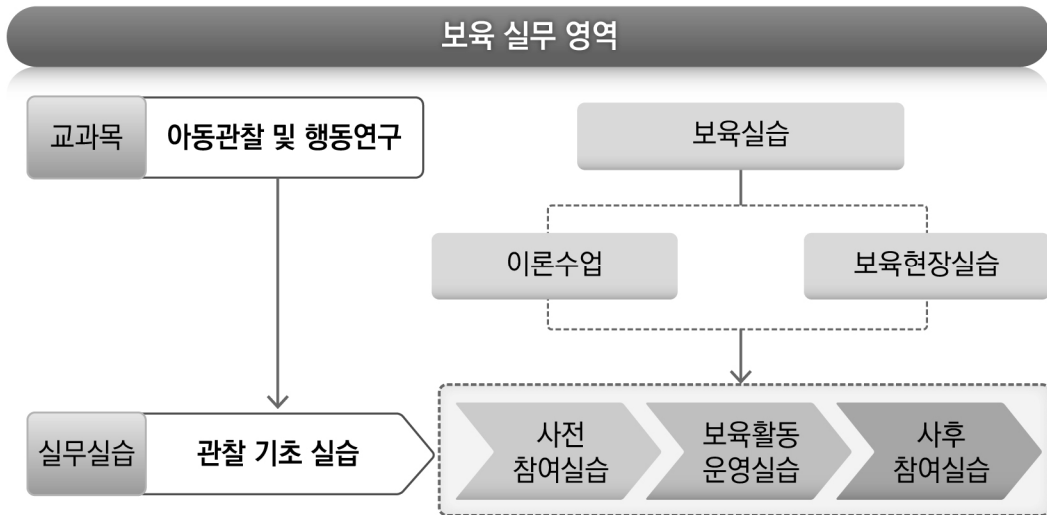 보육 실무 영역
교과목
아동관찰 및 행동연구
보육실습
이론수업
보육현장실습
실무실습
관찰 기초 실습
사전
참여실습
보육활동
운영실습
사후
참여실습